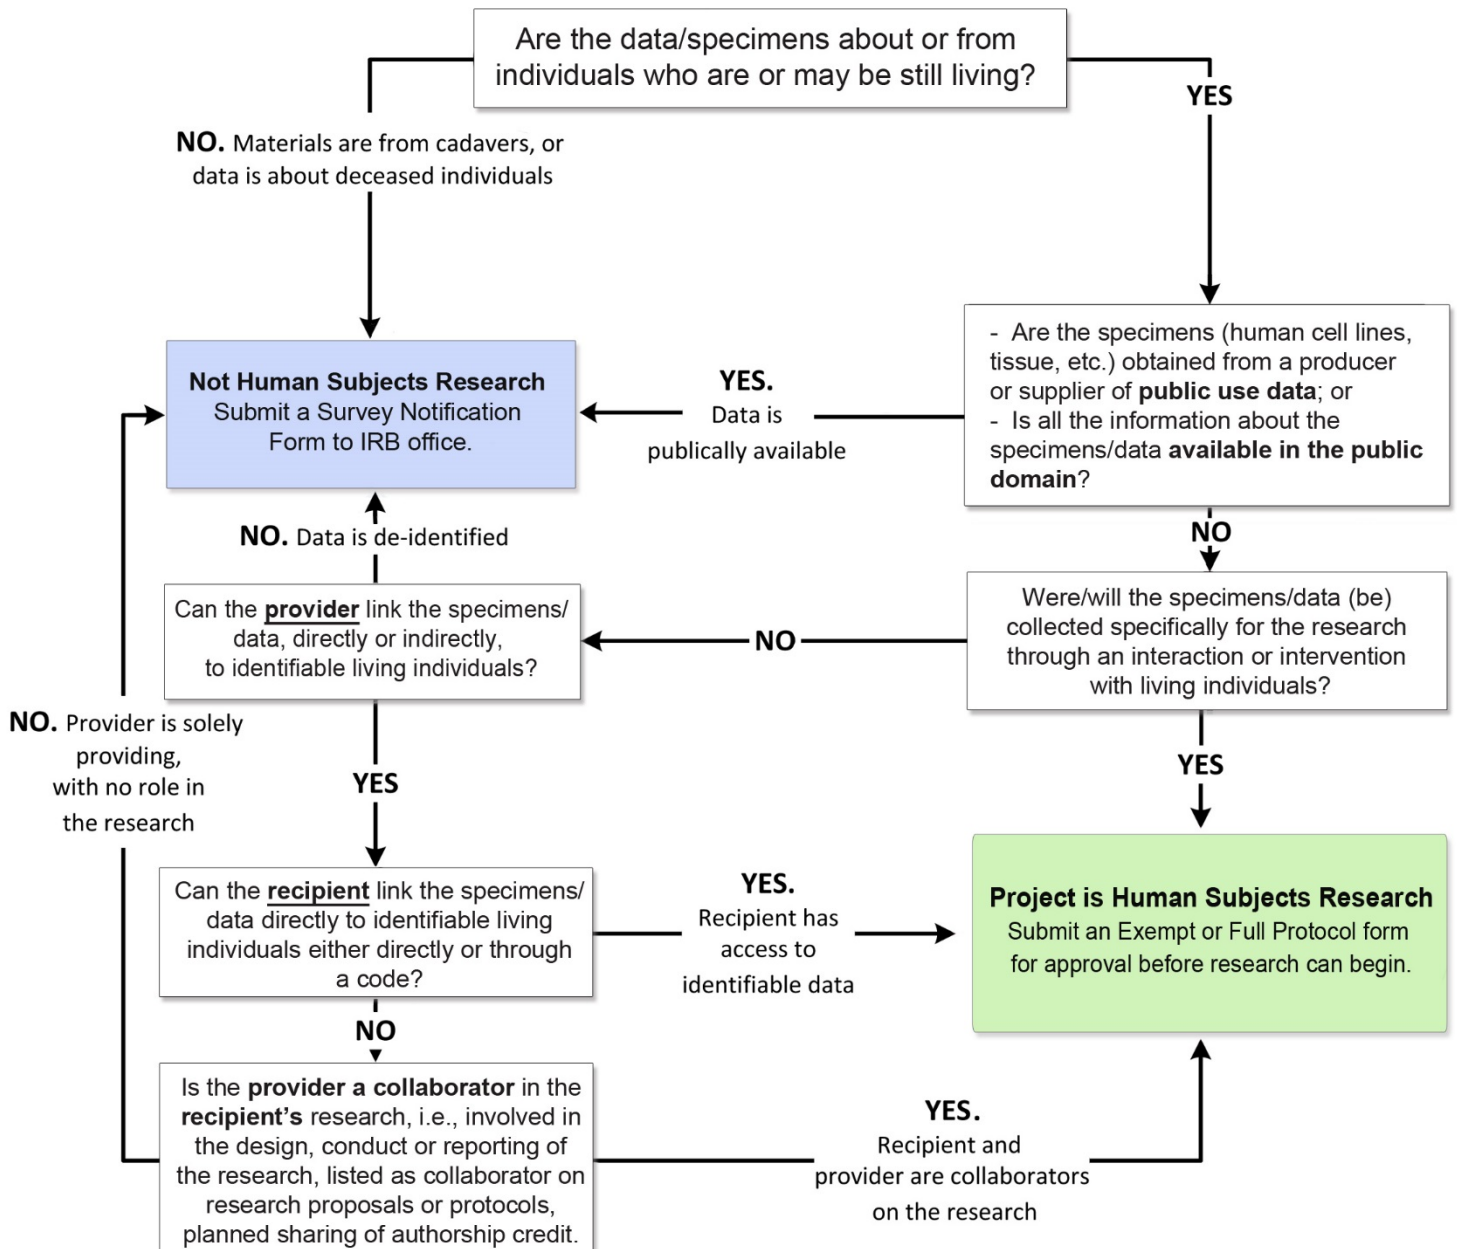 Are the data/specimens about or from
individuals who are or may be still living?
YES
NO. Materials are from cadavers, or
data is about deceased individuals
- Are the specimens (human cell lines,
tissue, etc.) obtained from a producer
or supplier of public use data; or
- Is all the information about the
specimens/data available in the public
domain?
YES.
Data is
publically available
Not Human Subjects Research
Submit a Survey Notification
Form to IRB office.
NO
NO. Data is de-identified
Were/will the specimens/data (be)
collected specifically for the research
through an interaction or intervention
with living individuals?
NO
Can the provider link the specimens/
data, directly or indirectly,
to identifiable living individuals?
NO. Provider is solely
providing,
with no role in
the research
YES
YES
Can the recipient link the specimens/
data directly to identifiable living
individuals either directly or through
a code?
YES.
Recipient has
access to
identifiable data
Project is Human Subjects Research
Submit an Exempt or Full Protocol form
for approval before research can begin.
NO
Is the provider a collaborator in the
recipient's research, i.e., involved in
the design, conduct or reporting of
the research, listed as collaborator on
research proposals or protocols,
planned sharing of authorship credit.
YES.
Recipient and
provider are collaborators
on the research